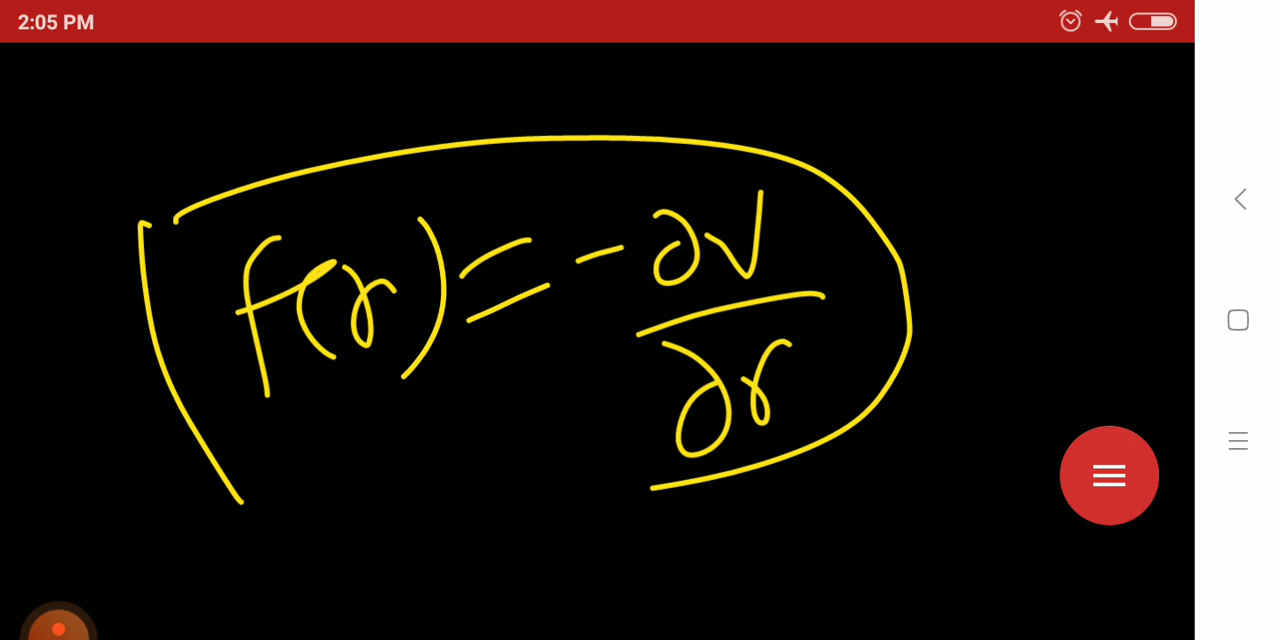 2:05 PM
f(r) = -∂V/∂r